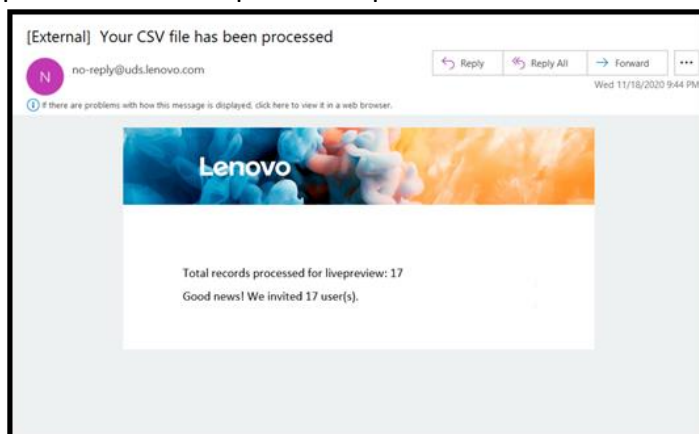 [External] Your CSV file has been processed
N
no-reply@uds.lenovo.com
Reply
Reply All
Forward
Wed 11/18/2020 9:44 PM
If there are problems with how this message is displayed, click here to view it in a web browser.
Lenovo
Total records processed for livepreview: 17
Good news! We invited 17 user(s).